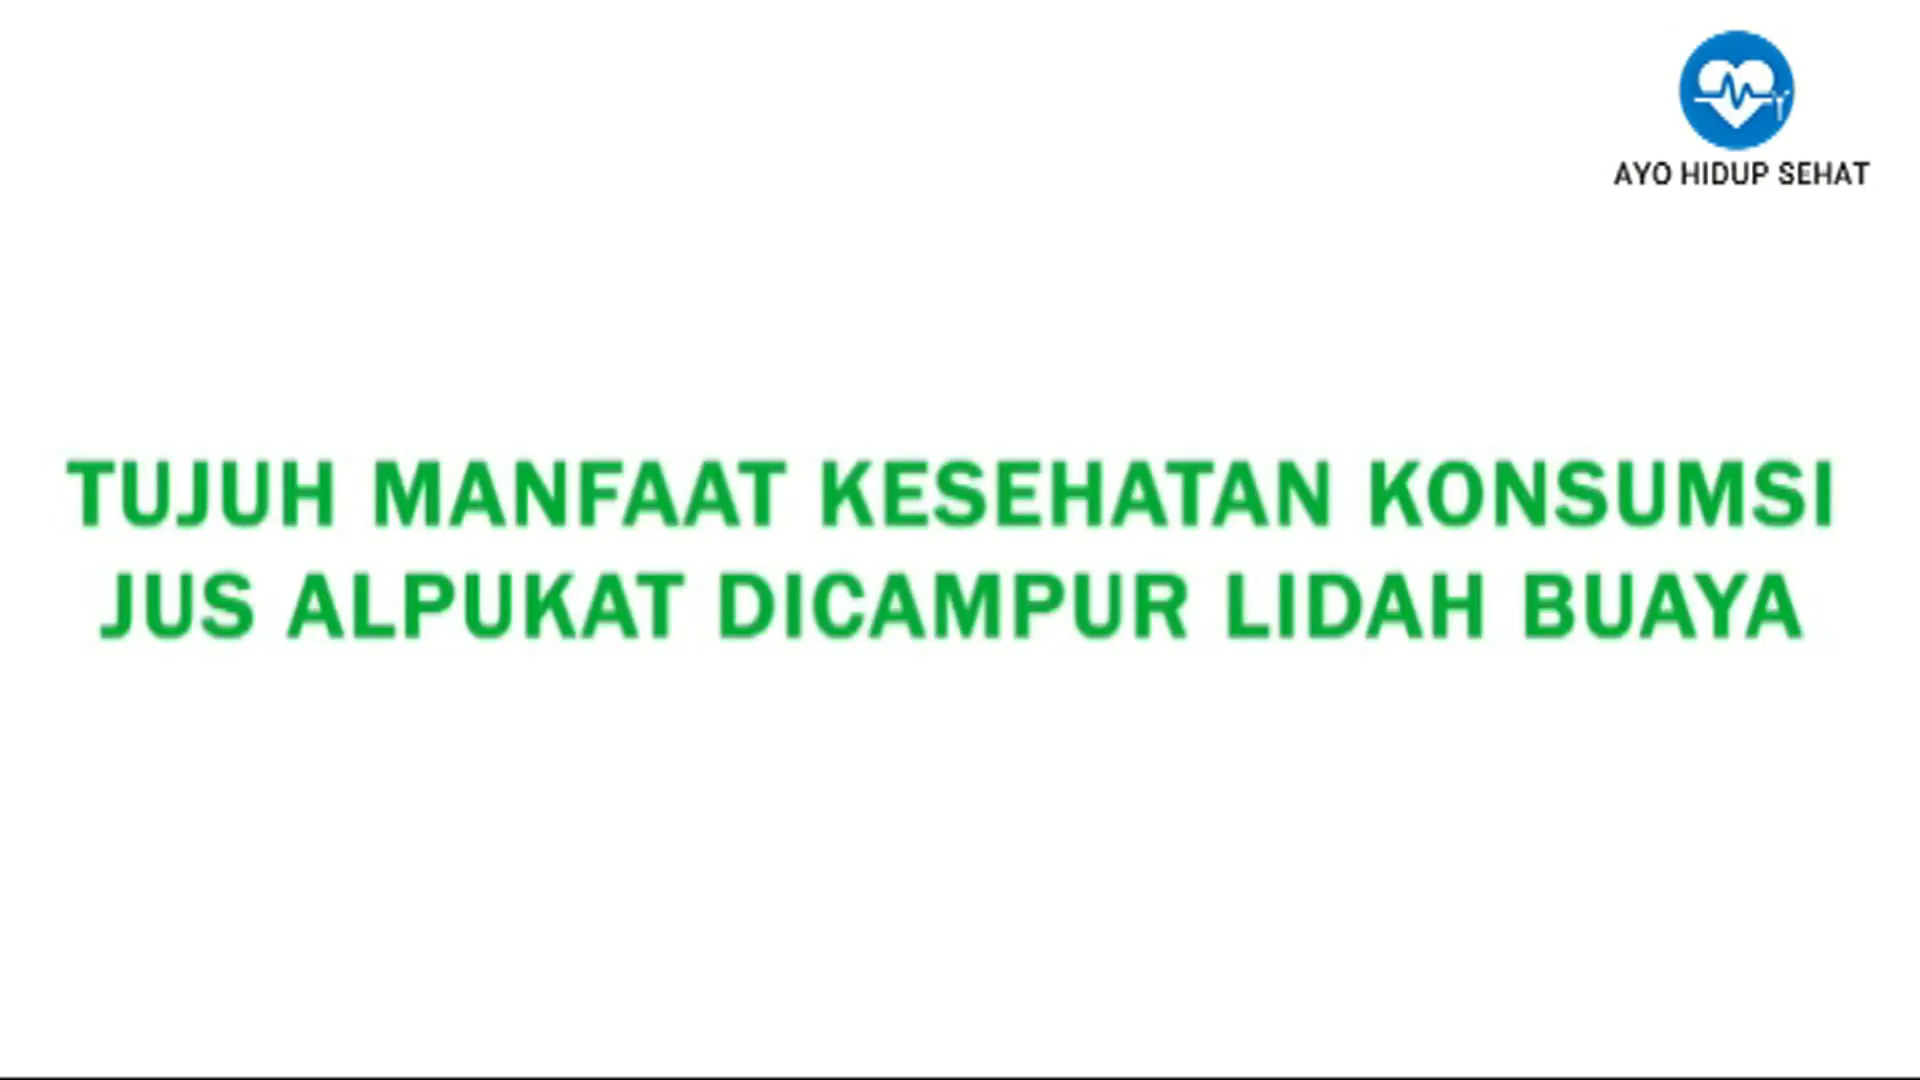 AYO HIDUP SEHAT
TUJUH MANFAAT KESEHATAN KONSUMSI
JUS ALPUKAT DICAMPUR LIDAH BUAYA